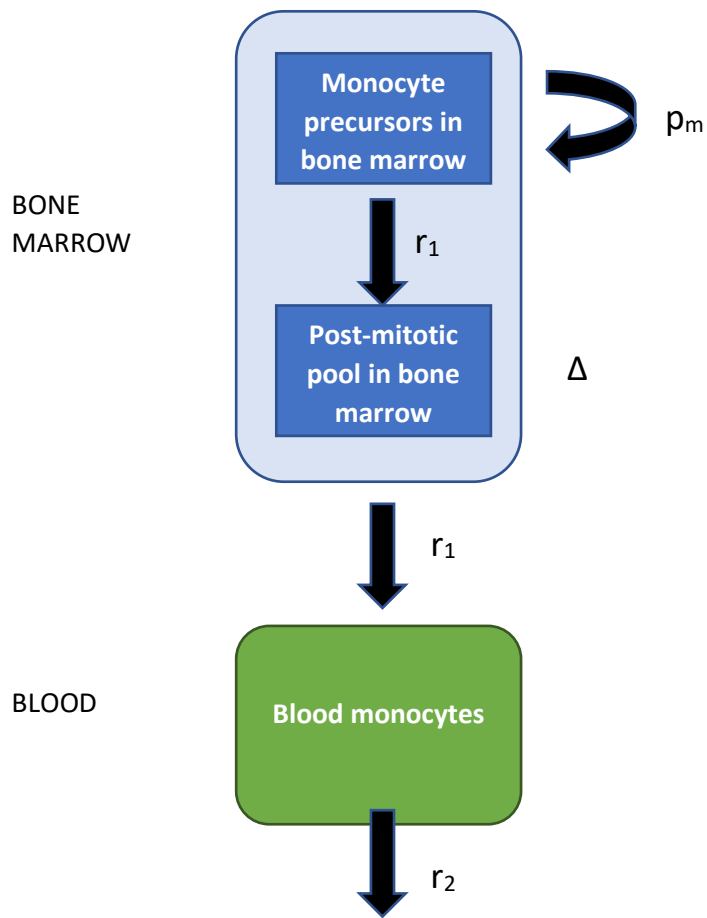 Monocyte
precursors in
bone marrow
pₘ
BONE
MARROW
r₁
Post-mitotic
pool in bone
marrow
Δ
r₁
BLOOD
Blood monocytes
r₂